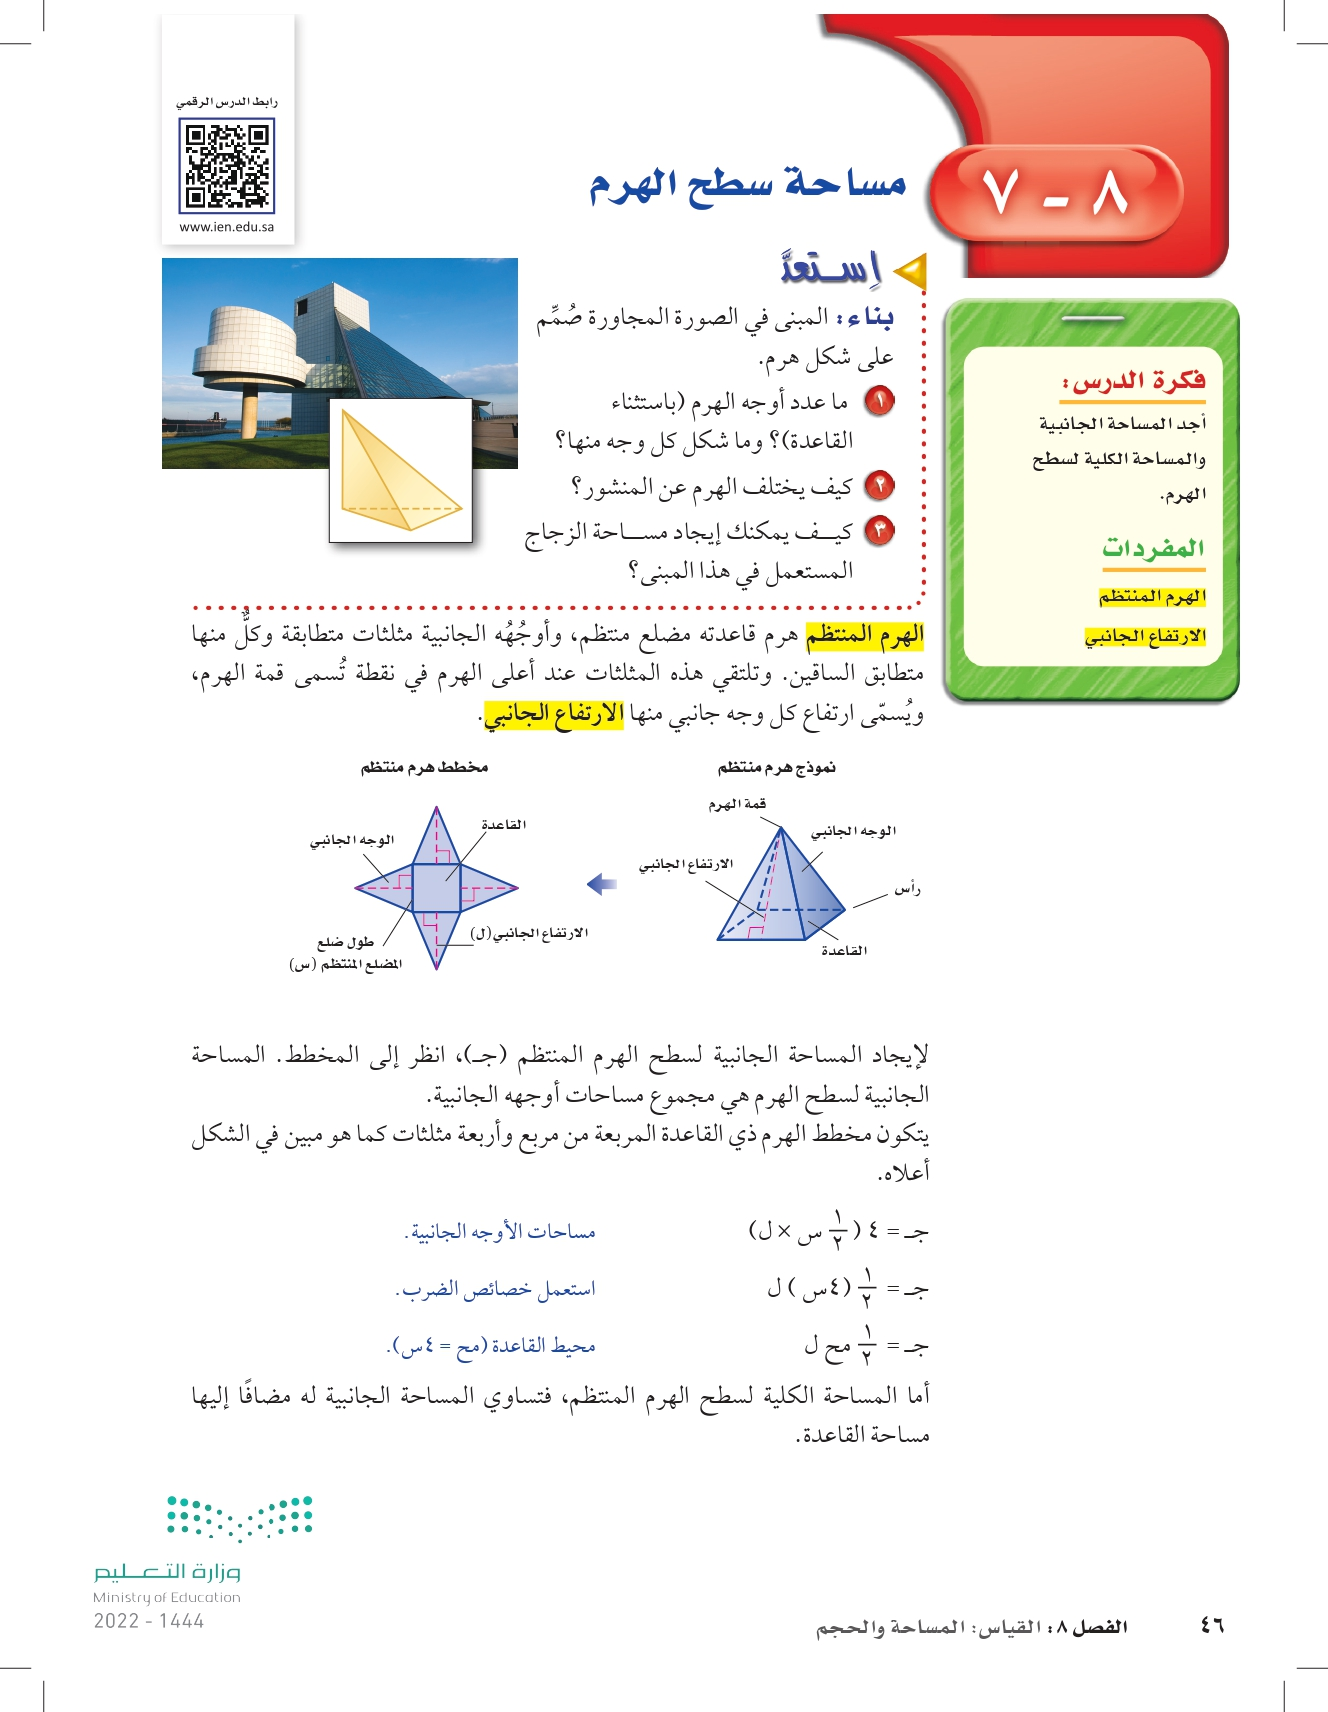 رابط الدرس الرقمي
www.ien.edu.sa
٨ - ٧
مساحة سطح الهرم
فكرة الدرس:
أجد المساحة الجانبية
والمساحة الكلية لسطح
الهرم.
المفردات
الهرم المنتظم
الارتفاع الجانبي
اِستعدَّ
بناء: المبنى في الصورة المجاورة صُمِّم
على شكل هرم.
١ ما عدد أوجه الهرم (باستثناء
القاعدة)؟ وما شكل كل وجه منها؟
٢ كيف يختلف الهرم عن المنشور؟
٣ كيف يمكنك إيجاد مساحة الزجاج
المستعمل في هذا المبنى؟
الهرم المنتظم هرم قاعدته مضلع منتظم، وأوجُهُه الجانبية مثلثات متطابقة وكلٌّ منها
متطابق الساقين. وتلتقي هذه المثلثات عند أعلى الهرم في نقطة تُسمى قمة الهرم،
ويُسمّى ارتفاع كل وجه جانبي منها الارتفاع الجانبي.
نموذج هرم منتظم
قمة الهرم
الوجه الجانبي
الارتفاع الجانبي
رأس
القاعدة
مخطط هرم منتظم
القاعدة
الوجه الجانبي
الارتفاع الجانبي(ل)
طول ضلع
المضلع المنتظم (س)
لإيجاد المساحة الجانبية لسطح الهرم المنتظم (جـ)، انظر إلى المخطط. المساحة
الجانبية لسطح الهرم هي مجموع مساحات أوجهه الجانبية.
يتكون مخطط الهرم ذي القاعدة المربعة من مربع وأربعة مثلثات كما هو مبين في الشكل
أعلاه.
جـ = ٤ (١/٢ س × ل) مساحات الأوجه الجانبية.
جـ = ١/٢ (٤س) ل استعمل خصائص الضرب.
جـ = ١/٢ مح ل محيط القاعدة (مح = ٤س).
أما المساحة الكلية لسطح الهرم المنتظم، فتساوي المساحة الجانبية له مضافًا إليها
مساحة القاعدة.
وزارة التعليم
Ministry of Education
2022 - 1444
٤٦ الفصل ٨: القياس: المساحة والحجم